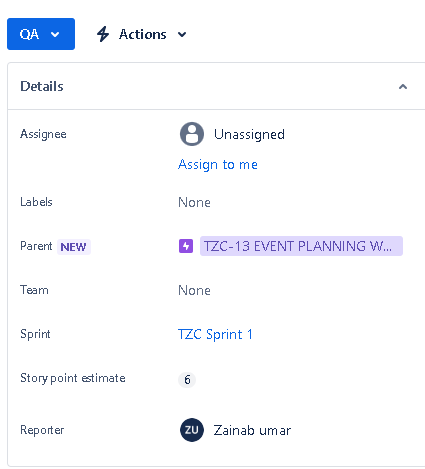 QA
Actions
Details
Assignee
Unassigned
Assign to me
Labels
None
Parent NEW
TZC-13 EVENT PLANNING W...
Team
None
Sprint
TZC Sprint 1
Story point estimate
6
Reporter
ZU
Zainab umar